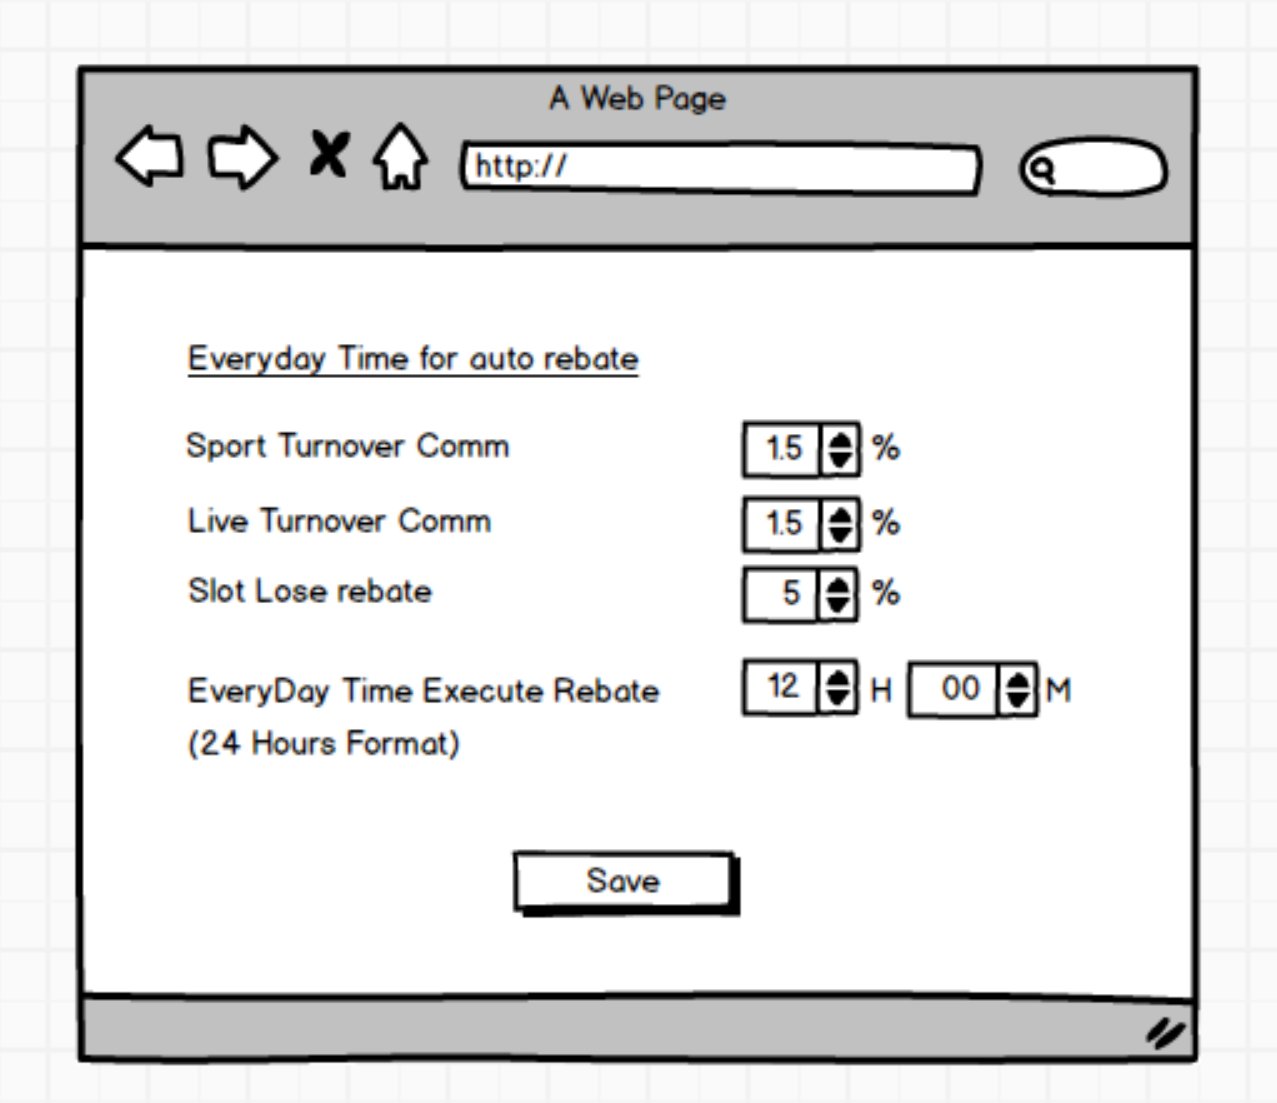 A Web Page
http://
Everyday Time for auto rebate
Sport Turnover Comm 1.5 %
Live Turnover Comm 1.5 %
Slot Lose rebate 5 %
EveryDay Time Execute Rebate 12 H 00 M
(24 Hours Format)
Save